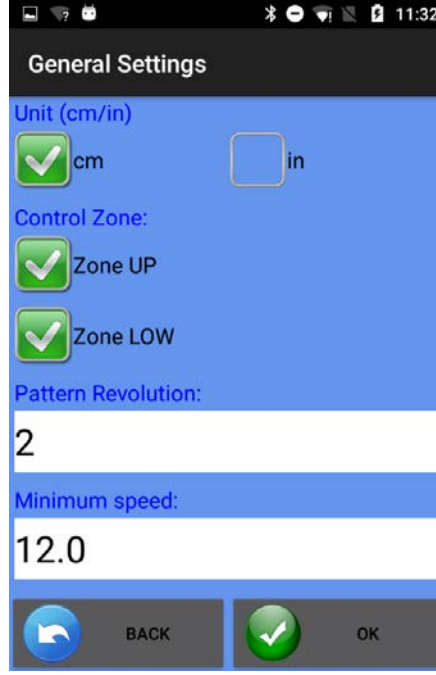 11:32
General Settings
Unit (cm/in)
cm in
Control Zone:
Zone UP
Zone LOW
Pattern Revolution:
2
Minimum speed:
12.0
BACK OK